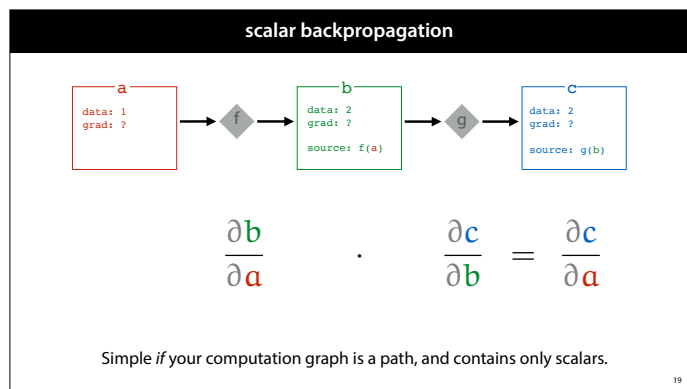 scalar backpropagation
a
data: 1
grad: ?
f
b
data: 2
grad: ?
source: f(a)
g
c
data: 2
grad: ?
source: g(b)
∂b/∂a · ∂c/∂b = ∂c/∂a
Simple if your computation graph is a path, and contains only scalars.
19